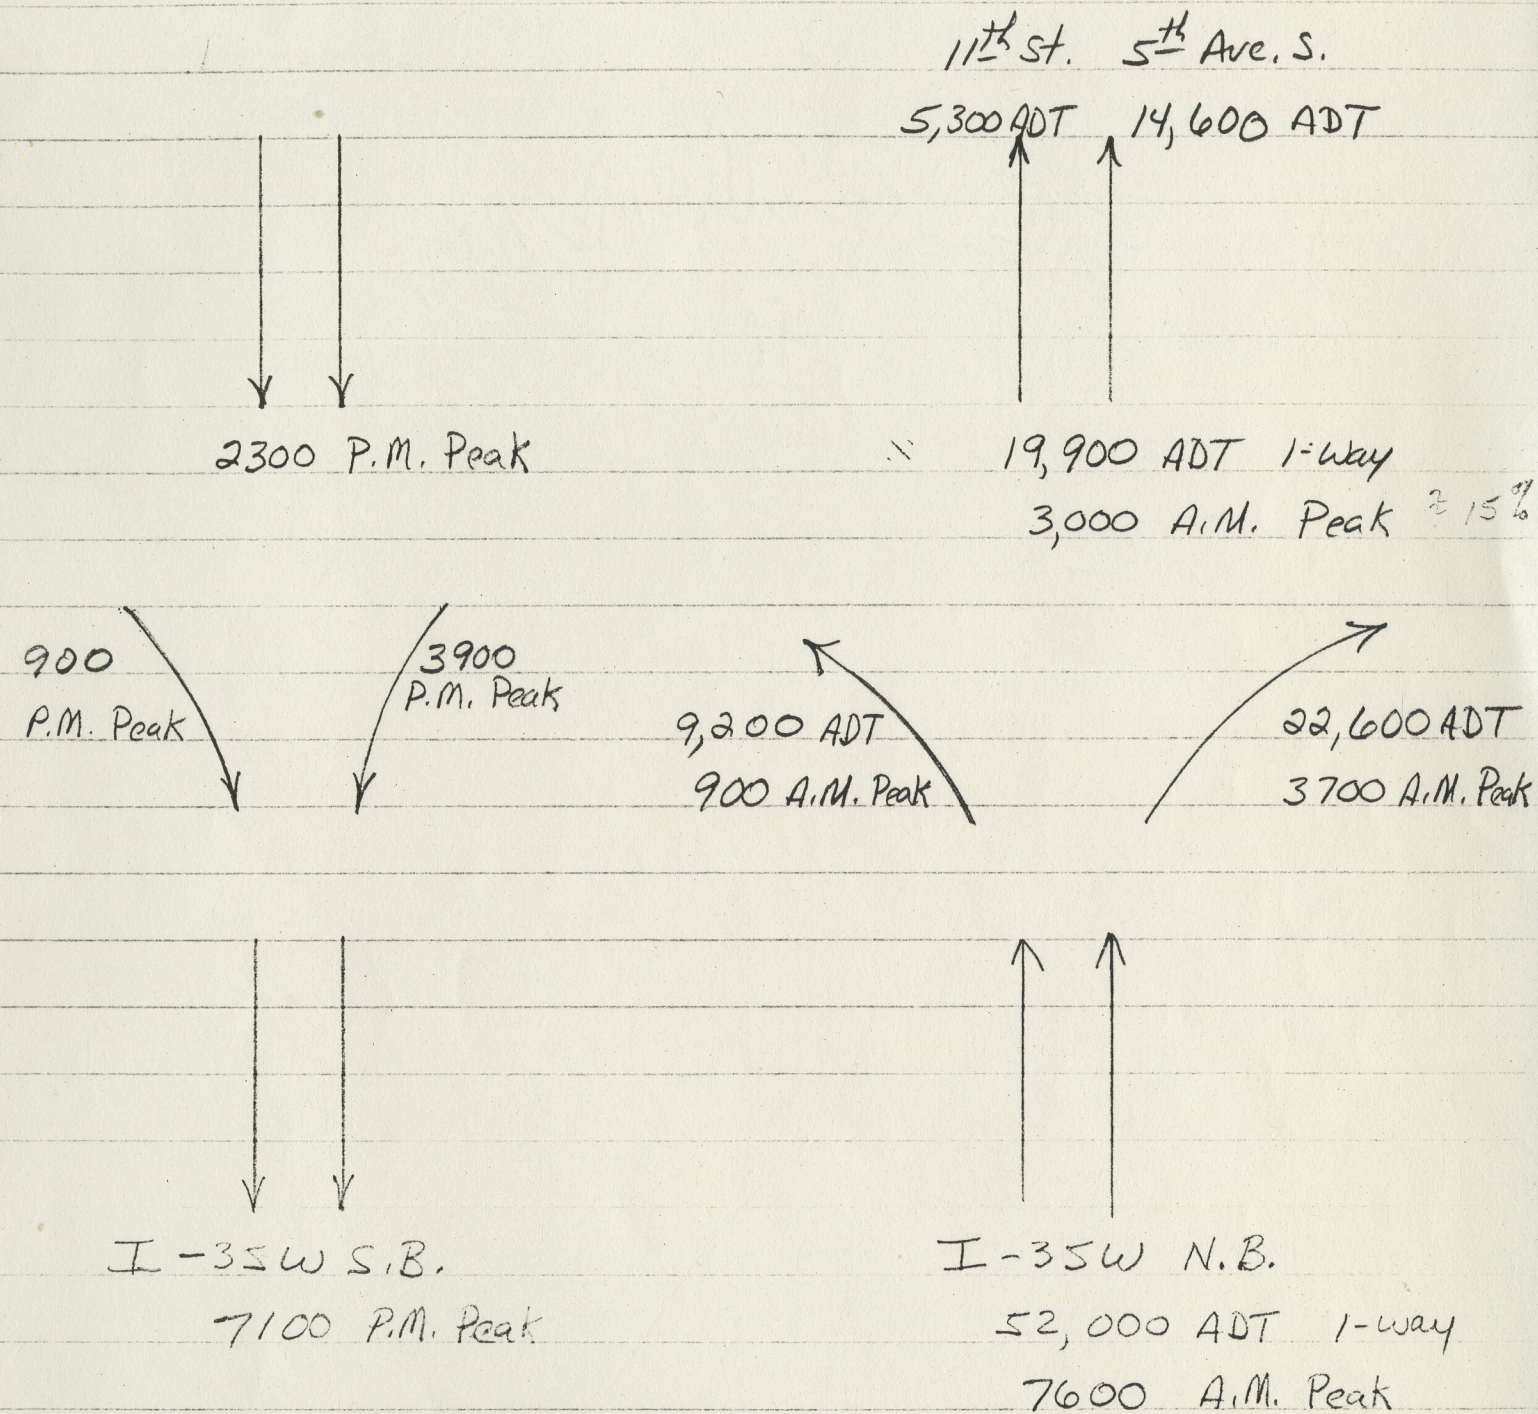 11th St. 5th Ave. S.
5,300 ADT 14,600 ADT
2300 P.M. Peak
19,900 ADT 1-Way
3,000 A.M. Peak ≈ 15%
900
P.M. Peak
3900
P.M. Peak
9,200 ADT
900 A.M. Peak
22,600 ADT
3700 A.M. Peak
I-35W S.B.
7100 P.M. Peak
I-35W N.B.
52,000 ADT 1-way
7600 A.M. Peak